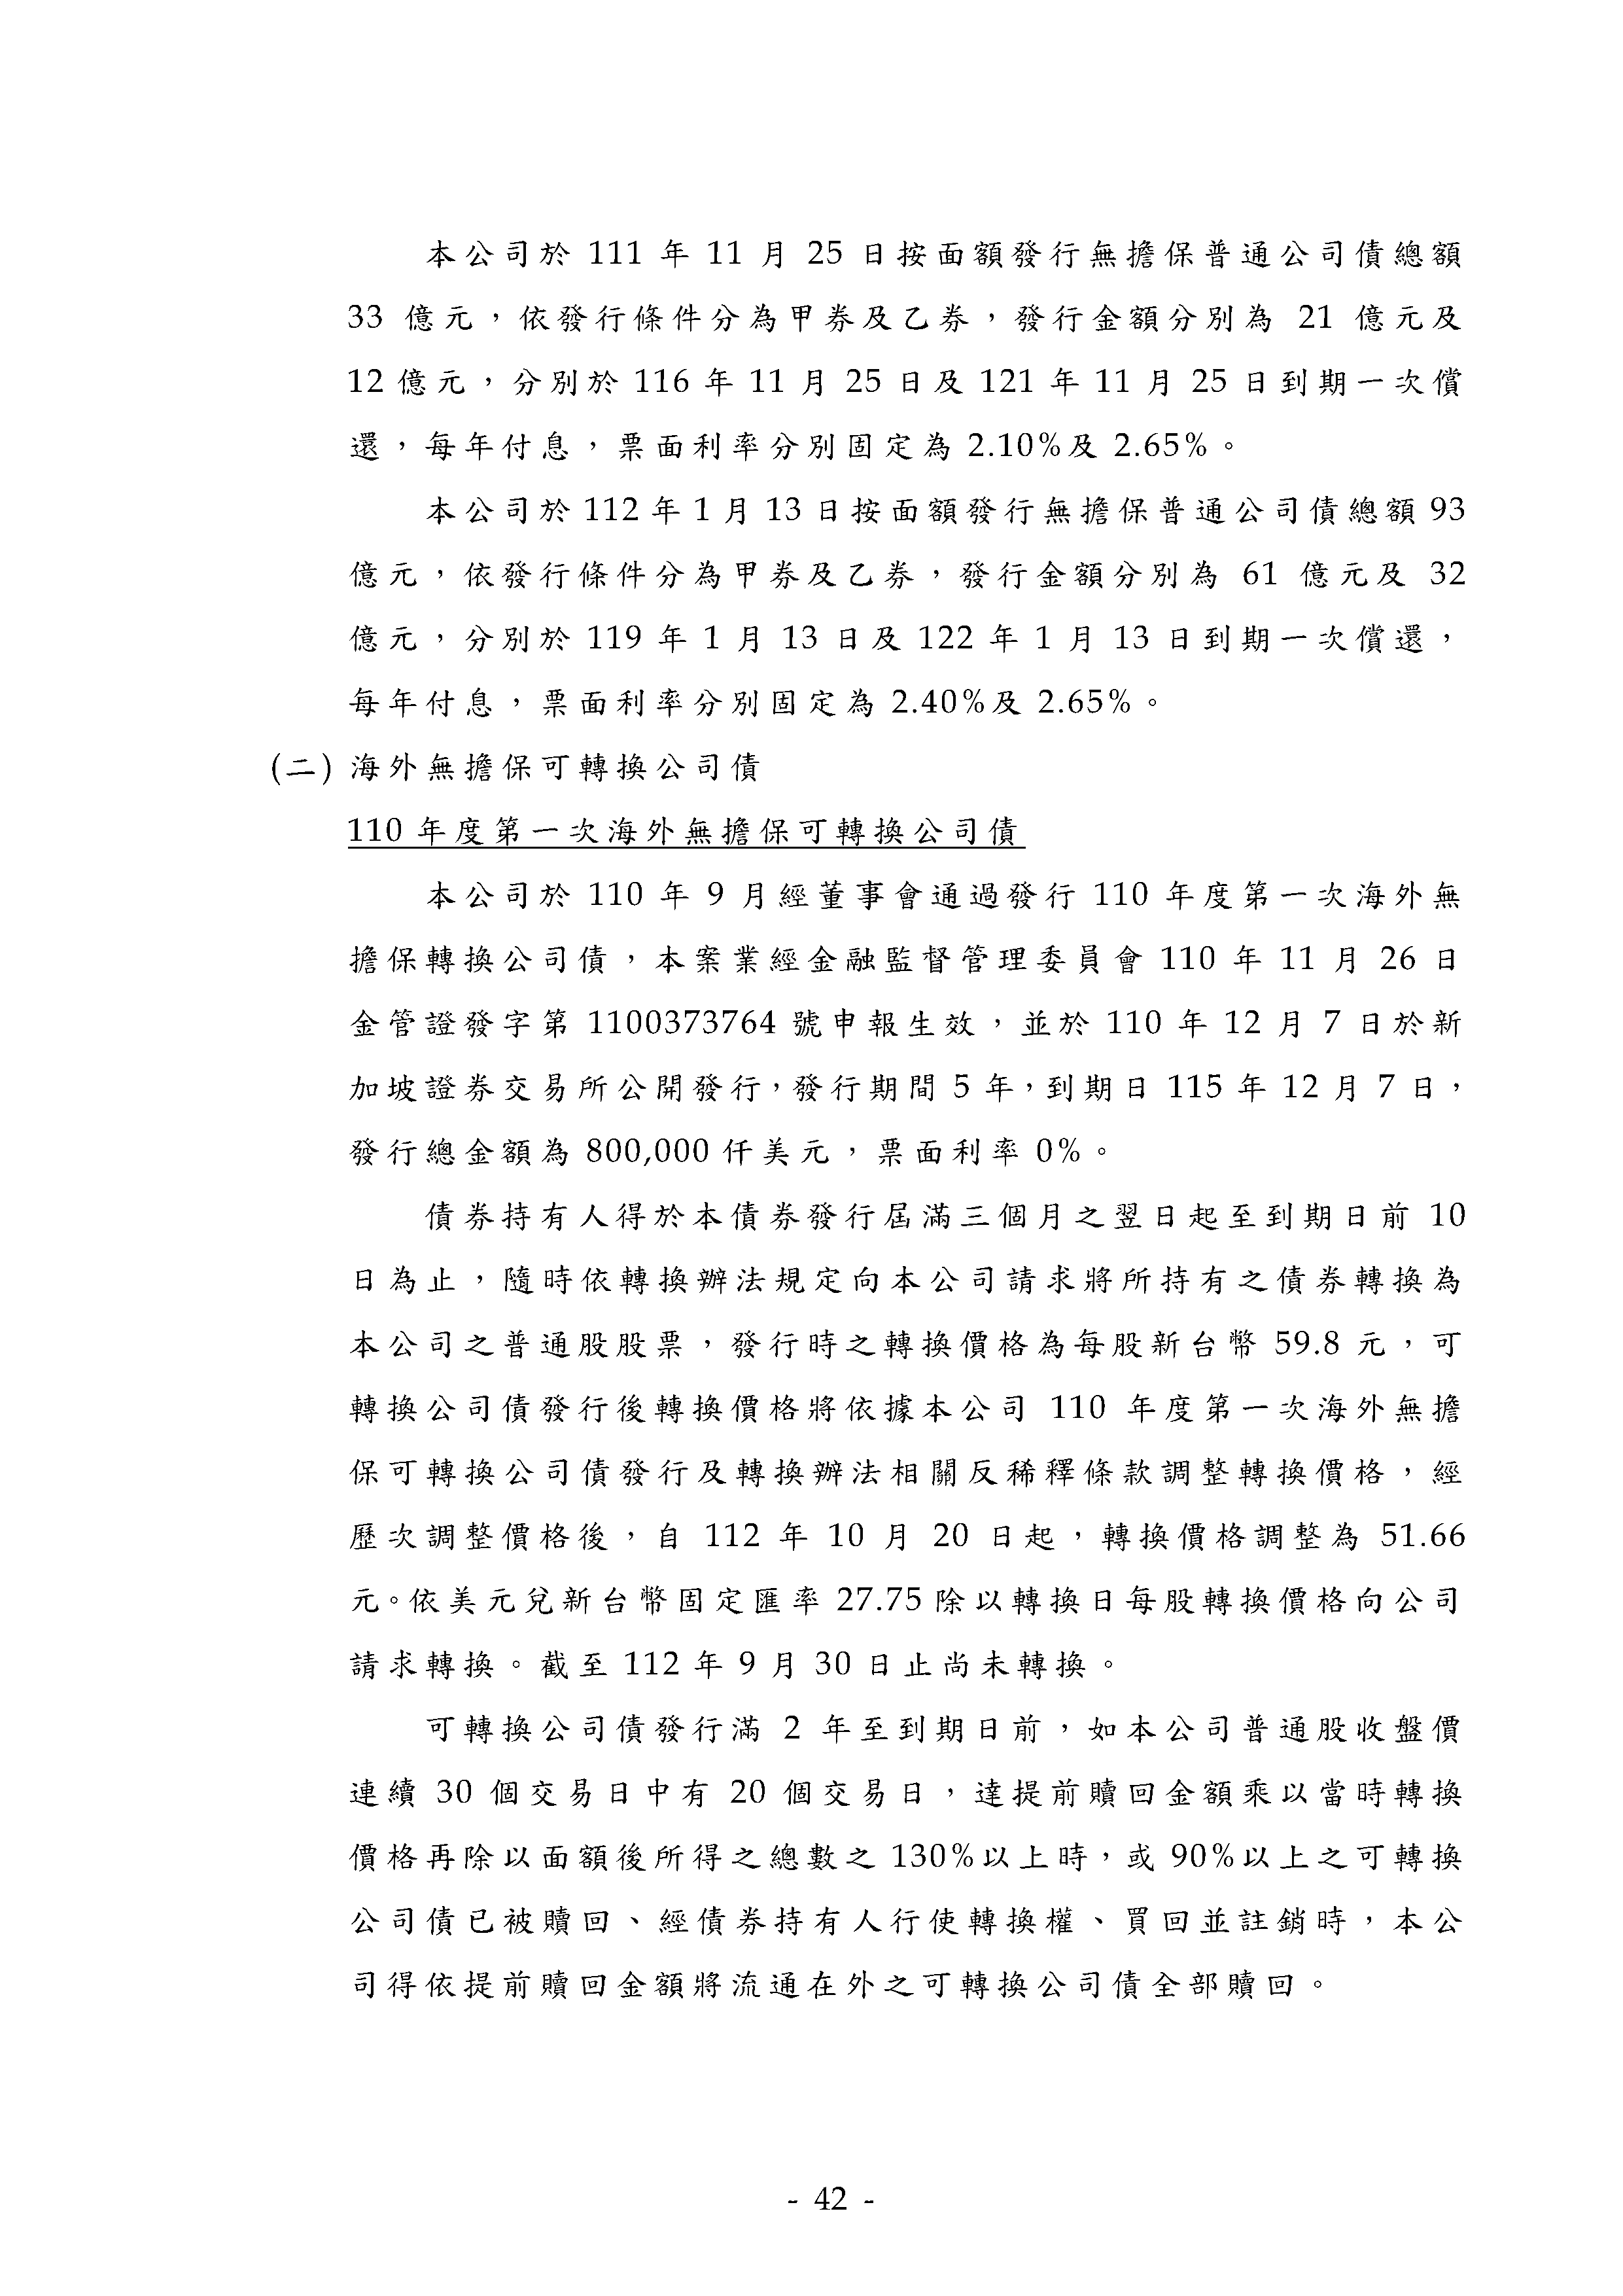 本公司於 111 年 11 月 25 日按面額發行無擔保普通公司債總額
33 億元，依發行條件分為甲券及乙券，發行金額分別為 21 億元及
12 億元，分別於 116 年 11 月 25 日及 121 年 11 月 25 日到期一次償
還，每年付息，票面利率分別固定為 2.10%及 2.65%。
本公司於 112 年 1 月 13 日按面額發行無擔保普通公司債總額 93
億元，依發行條件分為甲券及乙券，發行金額分別為 61 億元及 32
億元，分別於 119 年 1 月 13 日及 122 年 1 月 13 日到期一次償還，
每年付息，票面利率分別固定為 2.40%及 2.65%。
(二) 海外無擔保可轉換公司債
110 年度第一次海外無擔保可轉換公司債
本公司於 110 年 9 月經董事會通過發行 110 年度第一次海外無
擔保轉換公司債，本案業經金融監督管理委員會 110 年 11 月 26 日
金管證發字第 1100373764 號申報生效，並於 110 年 12 月 7 日於新
加坡證券交易所公開發行，發行期間 5 年，到期日 115 年 12 月 7 日，
發行總金額為 800,000 仟美元，票面利率 0%。
債券持有人得於本債券發行屆滿三個月之翌日起至到期日前 10
日為止，隨時依轉換辦法規定向本公司請求將所持有之債券轉換為
本公司之普通股股票，發行時之轉換價格為每股新台幣 59.8 元，可
轉換公司債發行後轉換價格將依據本公司 110 年度第一次海外無擔
保可轉換公司債發行及轉換辦法相關反稀釋條款調整轉換價格，經
歷次調整價格後，自 112 年 10 月 20 日起，轉換價格調整為 51.66
元。依美元兌新台幣固定匯率 27.75 除以轉換日每股轉換價格向公司
請求轉換。截至 112 年 9 月 30 日止尚未轉換。
可轉換公司債發行滿 2 年至到期日前，如本公司普通股收盤價
連續 30 個交易日中有 20 個交易日，達提前贖回金額乘以當時轉換
價格再除以面額後所得之總數之 130%以上時，或 90%以上之可轉換
公司債已被贖回、經債券持有人行使轉換權、買回並註銷時，本公
司得依提前贖回金額將流通在外之可轉換公司債全部贖回。
- 42 -